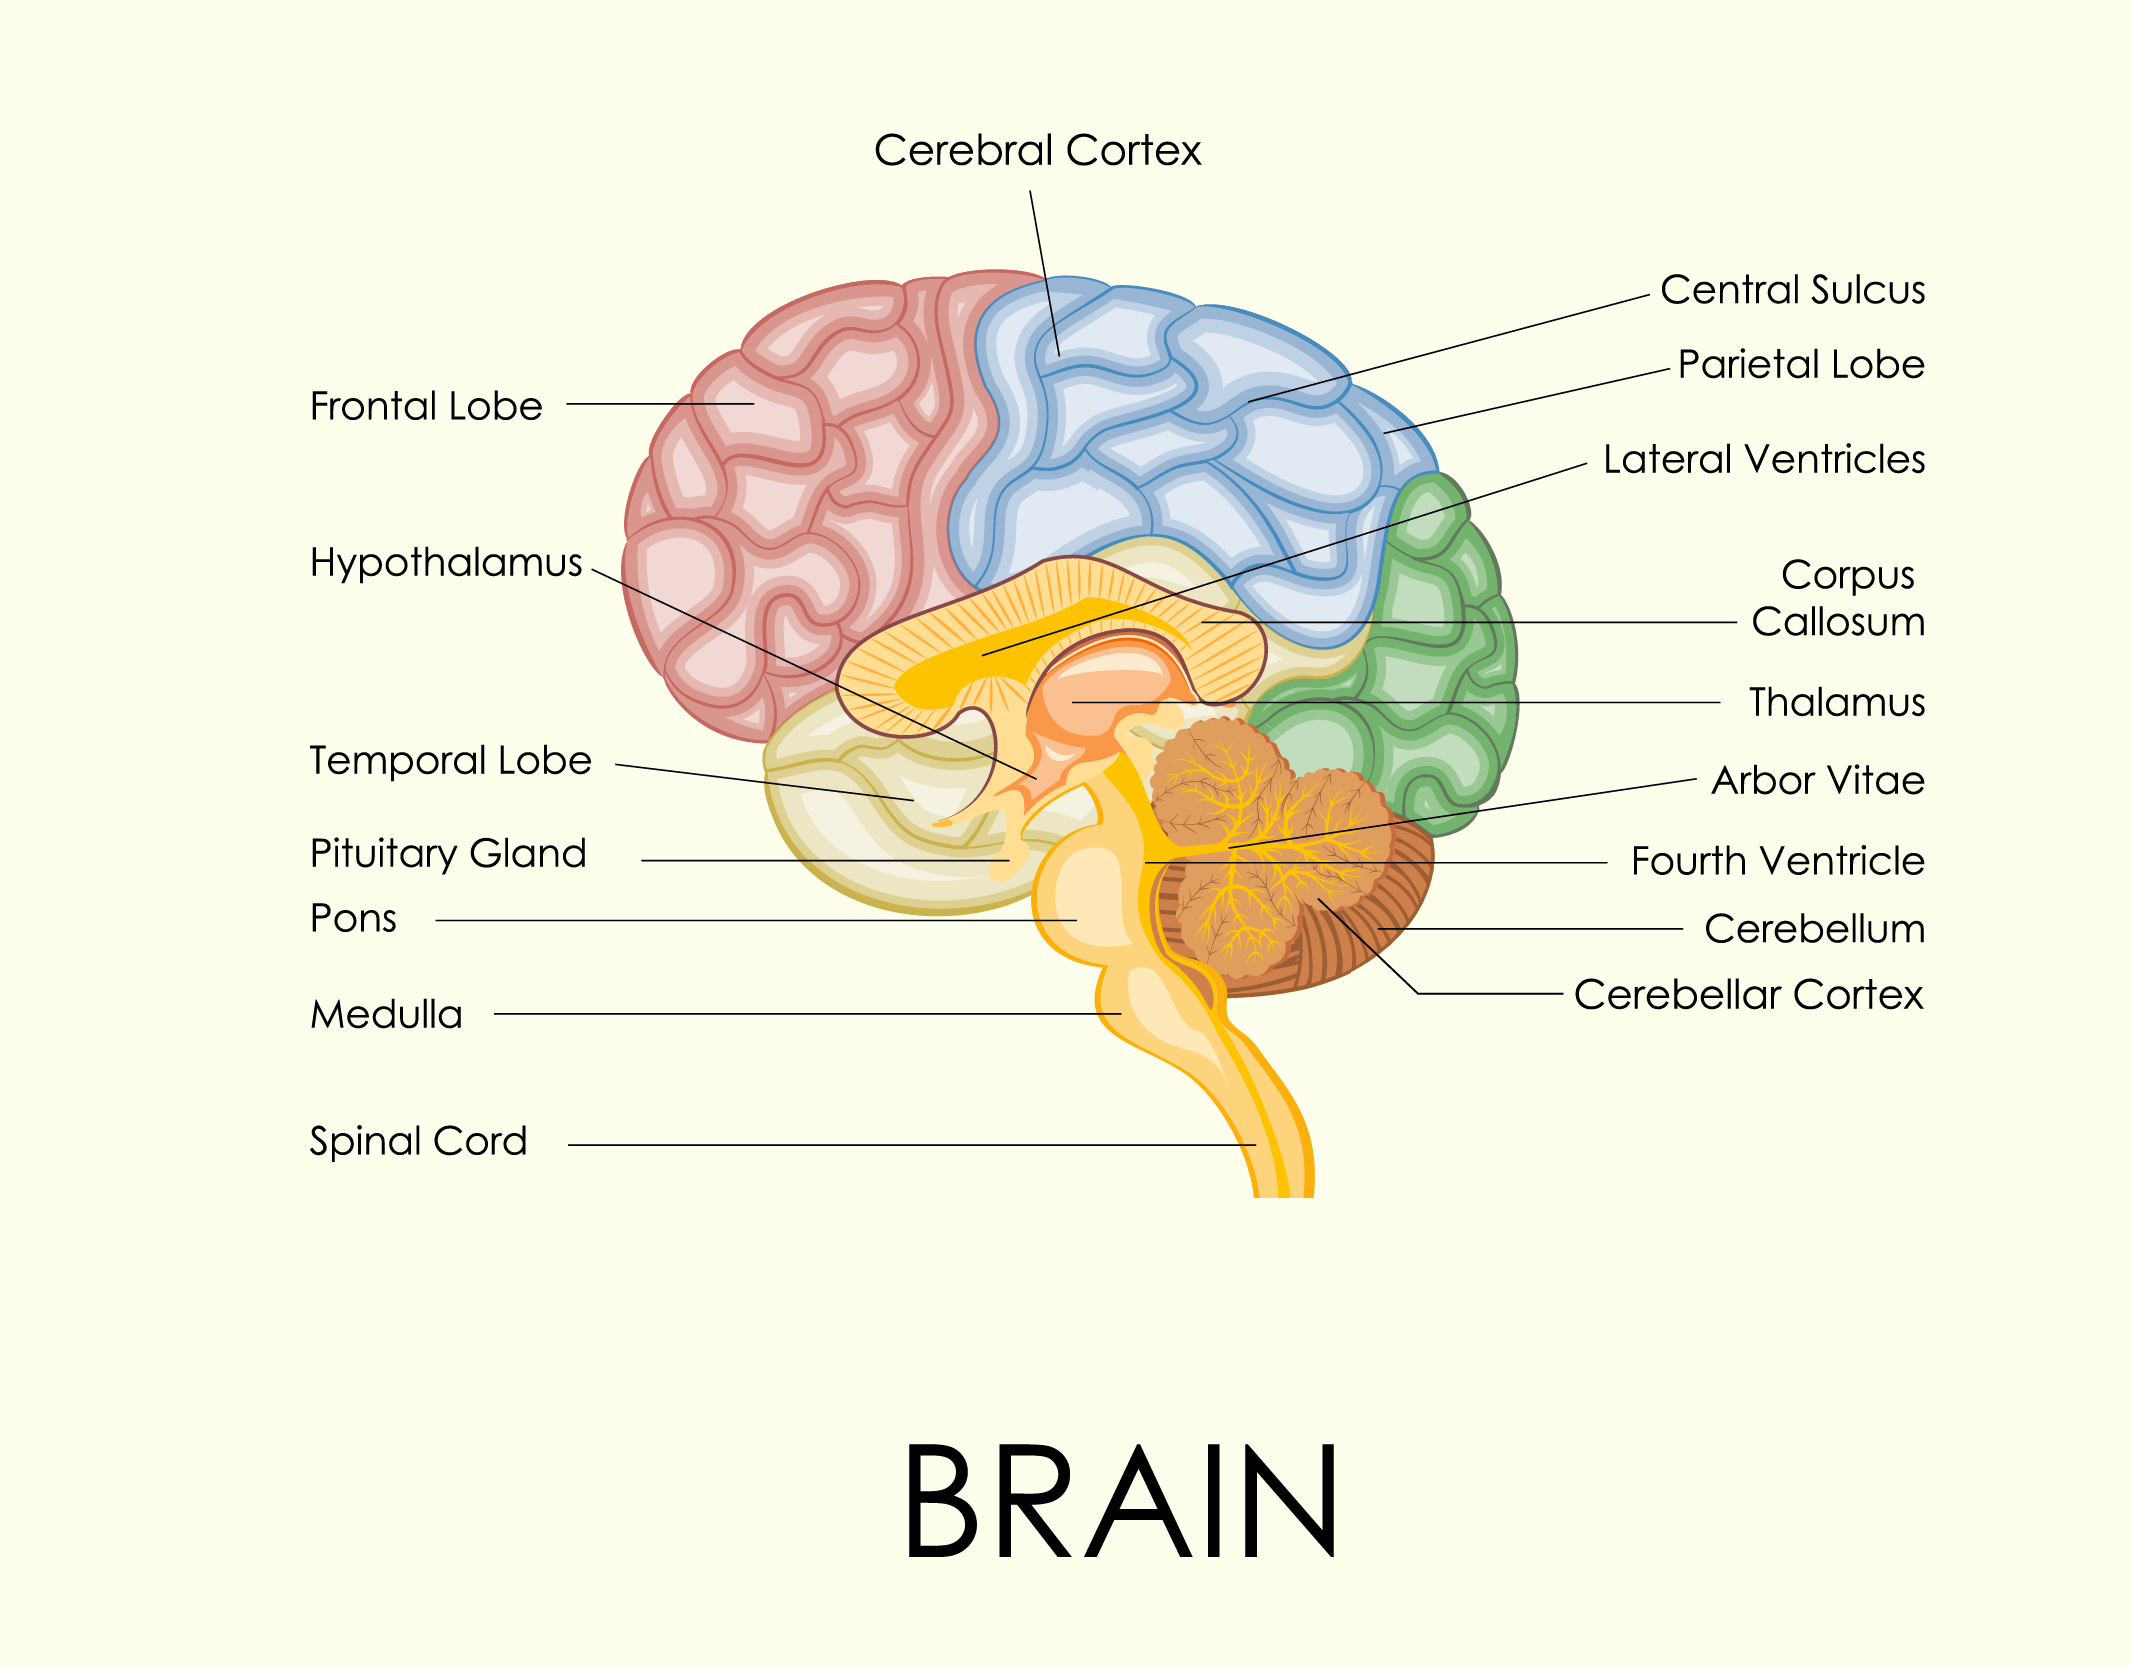 Cerebral Cortex
Central Sulcus
Parietal Lobe
Frontal Lobe
Lateral Ventricles
Hypothalamus
Corpus
Callosum
Thalamus
Temporal Lobe
Arbor Vitae
Pituitary Gland
Fourth Ventricle
Pons
Cerebellum
Cerebellar Cortex
Medulla
Spinal Cord
BRAIN